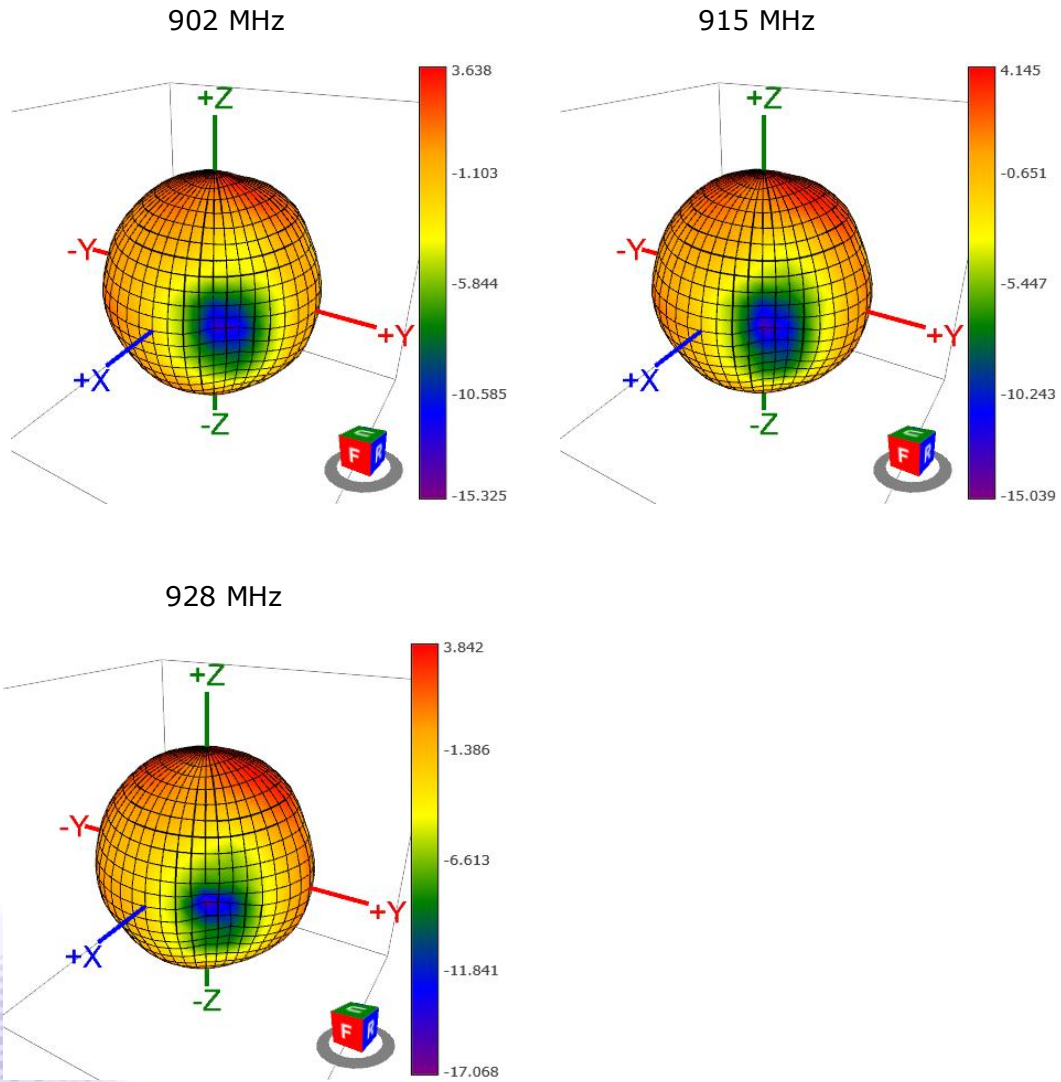 902 MHz
3.638
-1.103
-5.844
-10.585
-15.325
+Z
-Y
+Y
+X
-Z
U
F
R
915 MHz
4.145
-0.651
-5.447
-10.243
-15.039
+Z
-Y
+Y
+X
-Z
U
F
R
928 MHz
3.842
-1.386
-6.613
-11.841
-17.068
+Z
-Y
+Y
+X
-Z
U
F
R